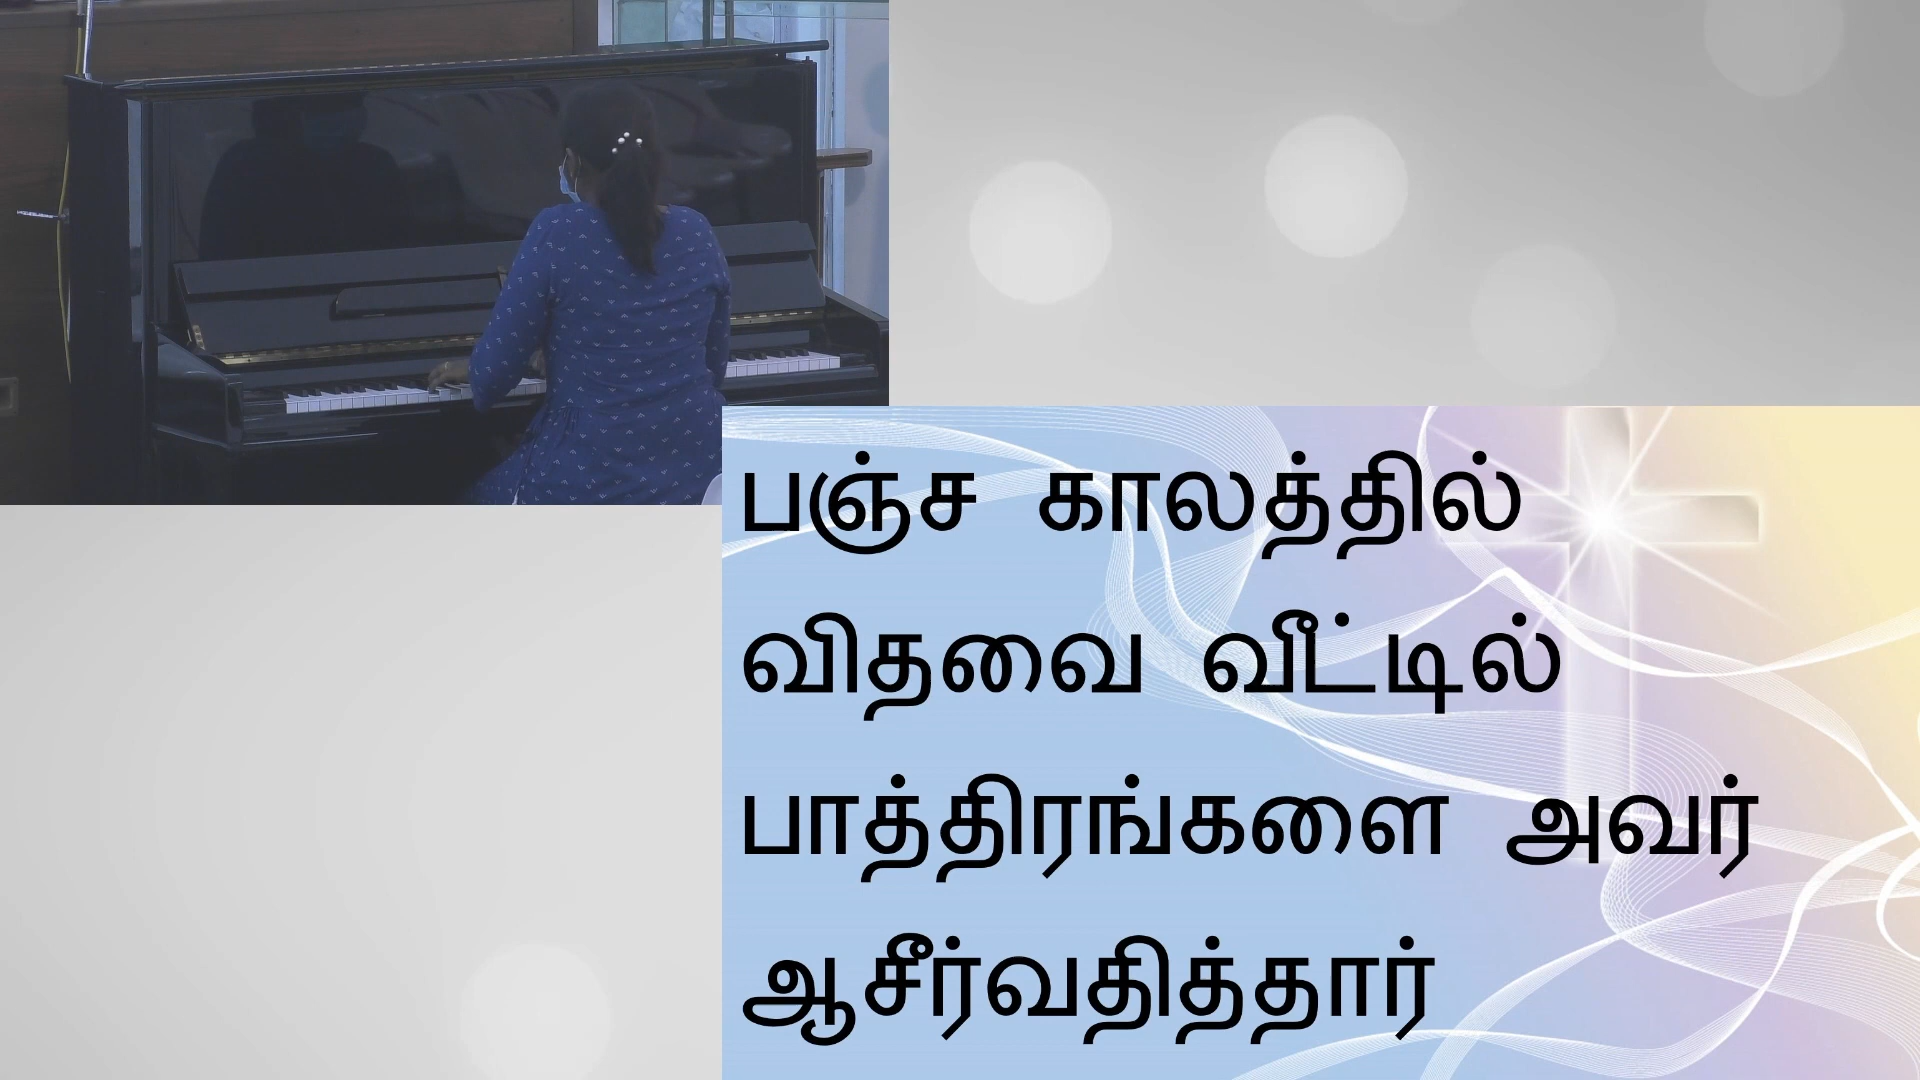 பஞ்ச காலத்தில்
விதவை வீட்டில்
பாத்திரங்களை அவர்
ஆசீர்வதித்தார்